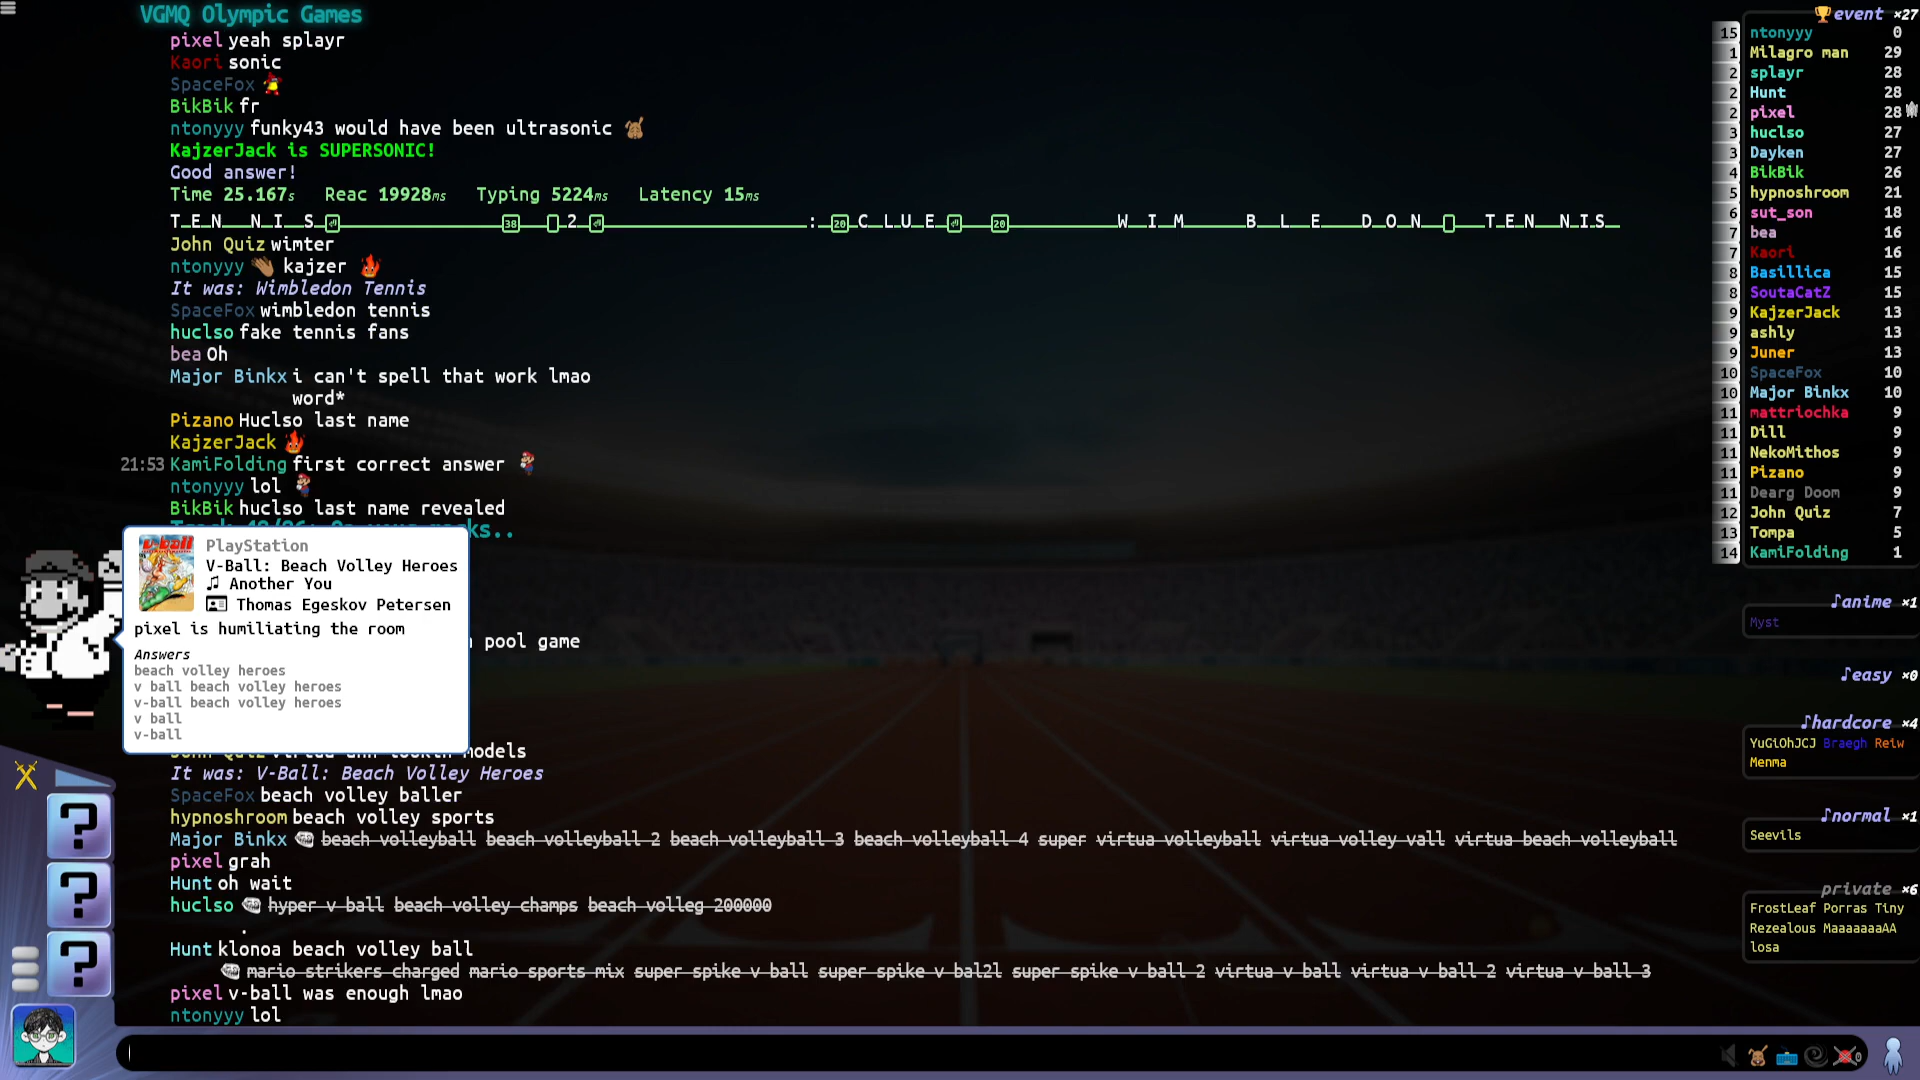 VGMQ Olympic Games
pixel yeah splayr
Kaori sonic
SpaceFox
BikBik fr
ntonyyy funky43 would have been ultrasonic
KajzerJack is SUPERSONIC!
Good answer!
Time 25.167s Reac 19928ms Typing 5224ms Latency 15ms
T E N N I S 38 2 : 20 C L U E 20 W I M B L E D O N T E N N I S
John Quiz wimter
ntonyyy kajzer
It was: Wimbledon Tennis
SpaceFox wimbledon tennis
huclso fake tennis fans
bea Oh
Major Binkx i can't spell that work lmao
word*
Pizano Huclso last name
KajzerJack
21:53 KamiFolding first correct answer
ntonyyy lol
BikBik huclso last name revealed
PlayStation
V-Ball: Beach Volley Heroes
Another You
Thomas Egeskov Petersen
pixel is humiliating the room
Answers
beach volley heroes
v ball beach volley heroes
v-ball beach volley heroes
v ball
v-ball
pool game
models
It was: V-Ball: Beach Volley Heroes
SpaceFox beach volley baller
hypnoshroom beach volley sports
Major Binkx beach volleyball beach volleyball 2 beach volleyball 3 beach volleyball 4 super virtua volleyball virtua volley vall virtua beach volleyball
pixel grah
Hunt oh wait
huclso hyper v ball beach volley champs beach volleg 200000
.
Hunt klonoa beach volley ball
mario strikers charged mario sports mix super spike v ball super spike v bal2l super spike v ball 2 virtua v ball virtua v ball 2 virtua v ball 3
pixel v-ball was enough lmao
ntonyyy lol
event ×27
15 ntonyyy 0
1 Milagro man 29
2 splayr 28
2 Hunt 28
2 pixel 28
3 huclso 27
3 Dayken 27
4 BikBik 26
5 hypnoshroom 21
6 sut_son 18
7 bea 16
7 Kaori 16
8 Basillica 15
8 SoutaCatZ 15
9 KajzerJack 13
9 ashly 13
9 Juner 13
10 SpaceFox 10
10 Major Binkx 10
11 mattriochka 9
11 Dill 9
11 NekoMithos 9
11 Pizano 9
11 Dearg Doom 9
12 John Quiz 7
13 Tompa 5
14 KamiFolding 1
♪anime ×1
Myst
♪easy ×0
♪hardcore ×4
YuGiOhJCJ Braegh Reiw
Menma
♪normal ×1
Seevils
private ×6
FrostLeaf Porras Tiny
Rezealous MaaaaaaaAA
losa